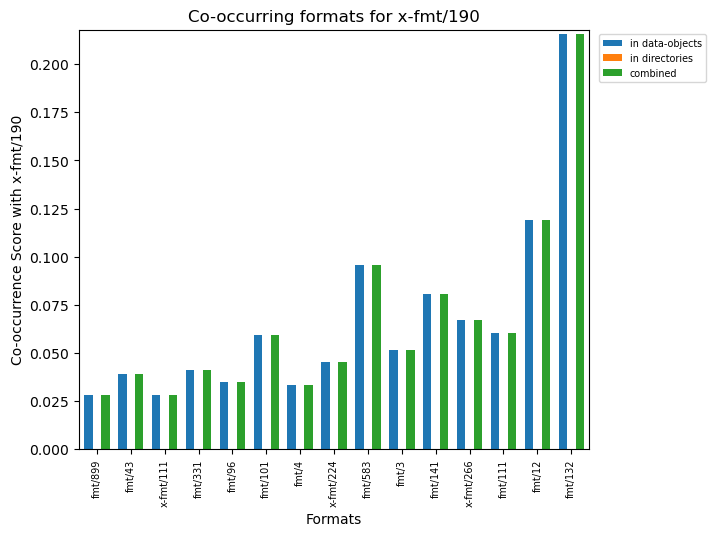 Co-occurring formats for x-fmt/190
in data-objects
in directories
combined
Co-occurrence Score with x-fmt/190
0.200
0.175
0.150
0.125
0.100
0.075
0.050
0.025
0.000
fmt/899
fmt/43
x-fmt/111
fmt/331
fmt/96
fmt/101
fmt/4
x-fmt/224
fmt/583
fmt/3
fmt/141
x-fmt/266
fmt/111
fmt/12
fmt/132
Formats